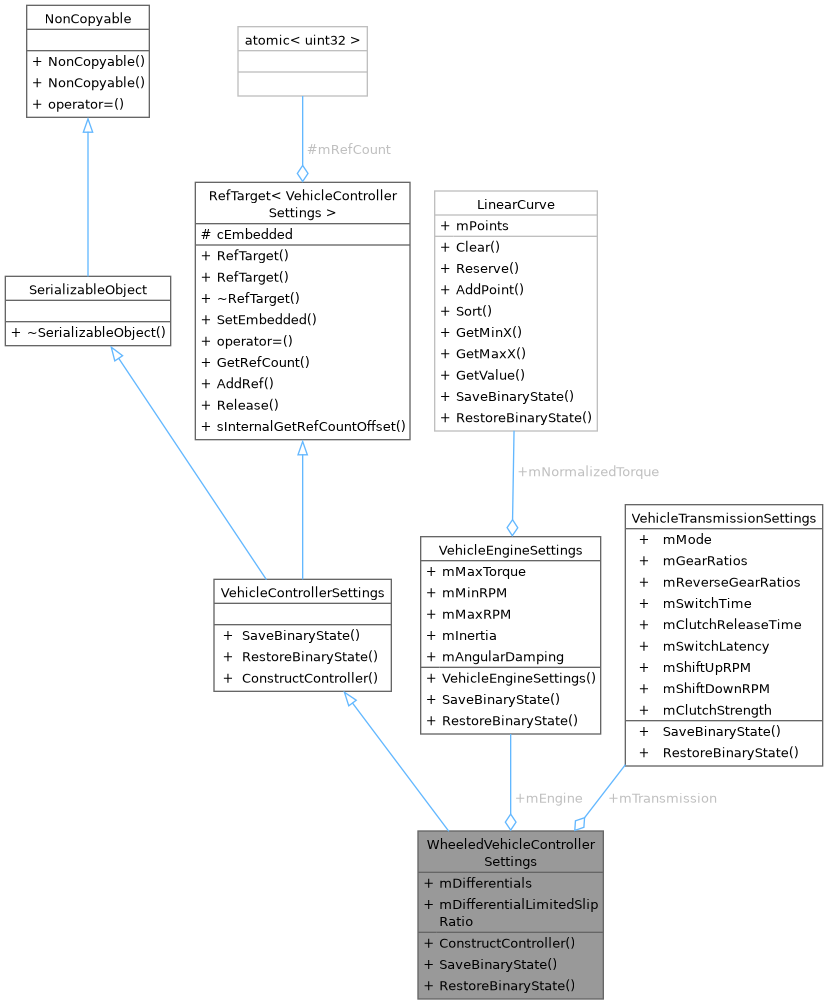 NonCopyable
+ NonCopyable()
+ NonCopyable()
+ operator=()
atomic< uint32 >
#mRefCount
RefTarget< VehicleController
Settings >
# cEmbedded
+ RefTarget()
+ RefTarget()
+ ~RefTarget()
+ SetEmbedded()
+ operator=()
+ GetRefCount()
+ AddRef()
+ Release()
+ sInternalGetRefCountOffset()
LinearCurve
+ mPoints
+ Clear()
+ Reserve()
+ AddPoint()
+ Sort()
+ GetMinX()
+ GetMaxX()
+ GetValue()
+ SaveBinaryState()
+ RestoreBinaryState()
SerializableObject
+ ~SerializableObject()
+mNormalizedTorque
VehicleControllerSettings
+ SaveBinaryState()
+ RestoreBinaryState()
+ ConstructController()
VehicleEngineSettings
+ mMaxTorque
+ mMinRPM
+ mMaxRPM
+ mInertia
+ mAngularDamping
+ VehicleEngineSettings()
+ SaveBinaryState()
+ RestoreBinaryState()
VehicleTransmissionSettings
+ mMode
+ mGearRatios
+ mReverseGearRatios
+ mSwitchTime
+ mClutchReleaseTime
+ mSwitchLatency
+ mShiftUpRPM
+ mShiftDownRPM
+ mClutchStrength
+ SaveBinaryState()
+ RestoreBinaryState()
+mEngine
+mTransmission
WheeledVehicleController
Settings
+ mDifferentials
+ mDifferentialLimitedSlip
Ratio
+ ConstructController()
+ SaveBinaryState()
+ RestoreBinaryState()